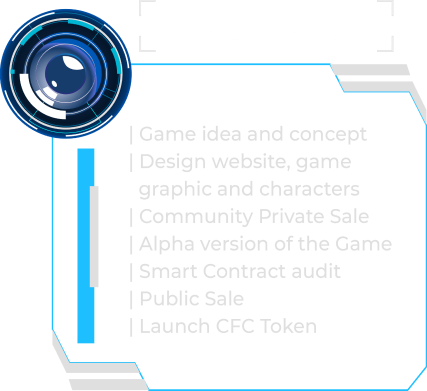 | Game idea and concept
| Design website, game
graphic and characters
| Community Private Sale
| Alpha version of the Game
| Smart Contract audit
| Public Sale
| Launch CFC Token